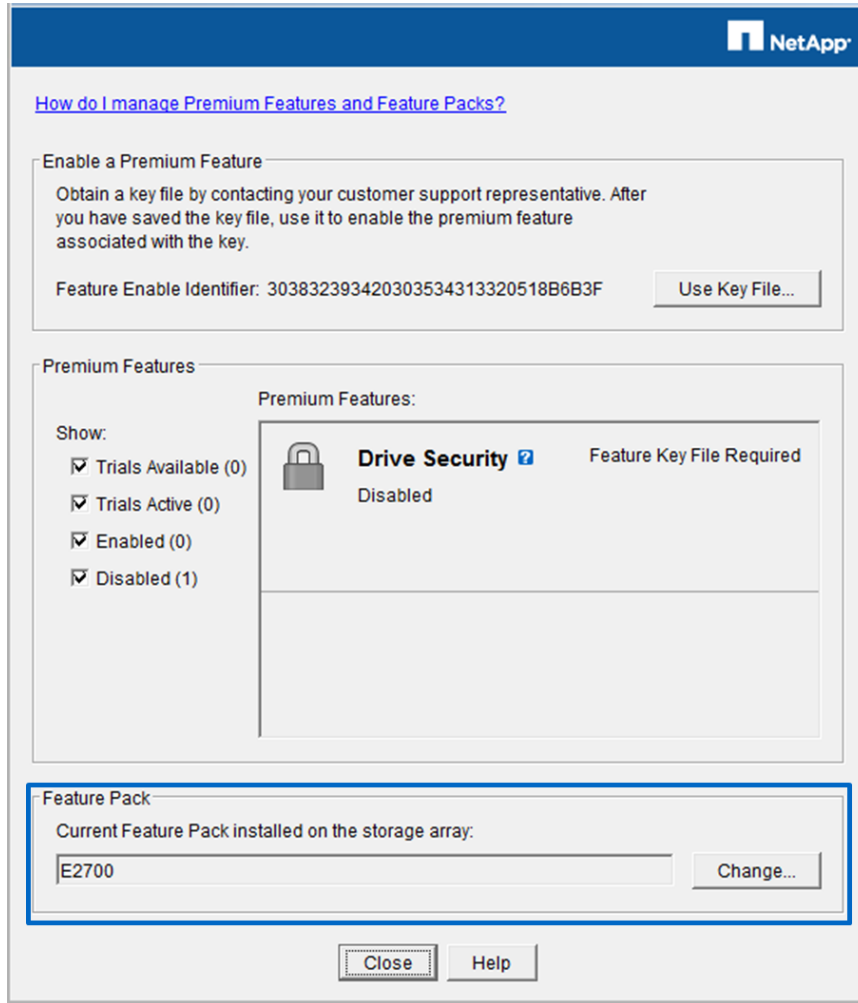 NetApp
How do I manage Premium Features and Feature Packs?
Enable a Premium Feature
Obtain a key file by contacting your customer support representative. After
you have saved the key file, use it to enable the premium feature
associated with the key.
Feature Enable Identifier: 303832393420303534313320518B6B3F
Use Key File...
Premium Features
Premium Features:
Show:
Trials Available (0)
Trials Active (0)
Enabled (0)
Disabled (1)
Drive Security ? Feature Key File Required
Disabled
Feature Pack
Current Feature Pack installed on the storage array:
E2700
Change...
Close
Help